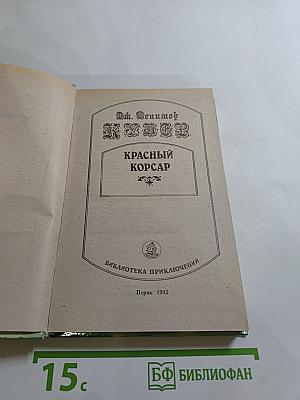 Дж. Фенимор
КУПЕР
КРАСНЫЙ
КОРСАР
БИБЛИОТЕКА ПРИКЛЮЧЕНИЙ
Пермь 1992
15с
БФ БИБЛИОФАН